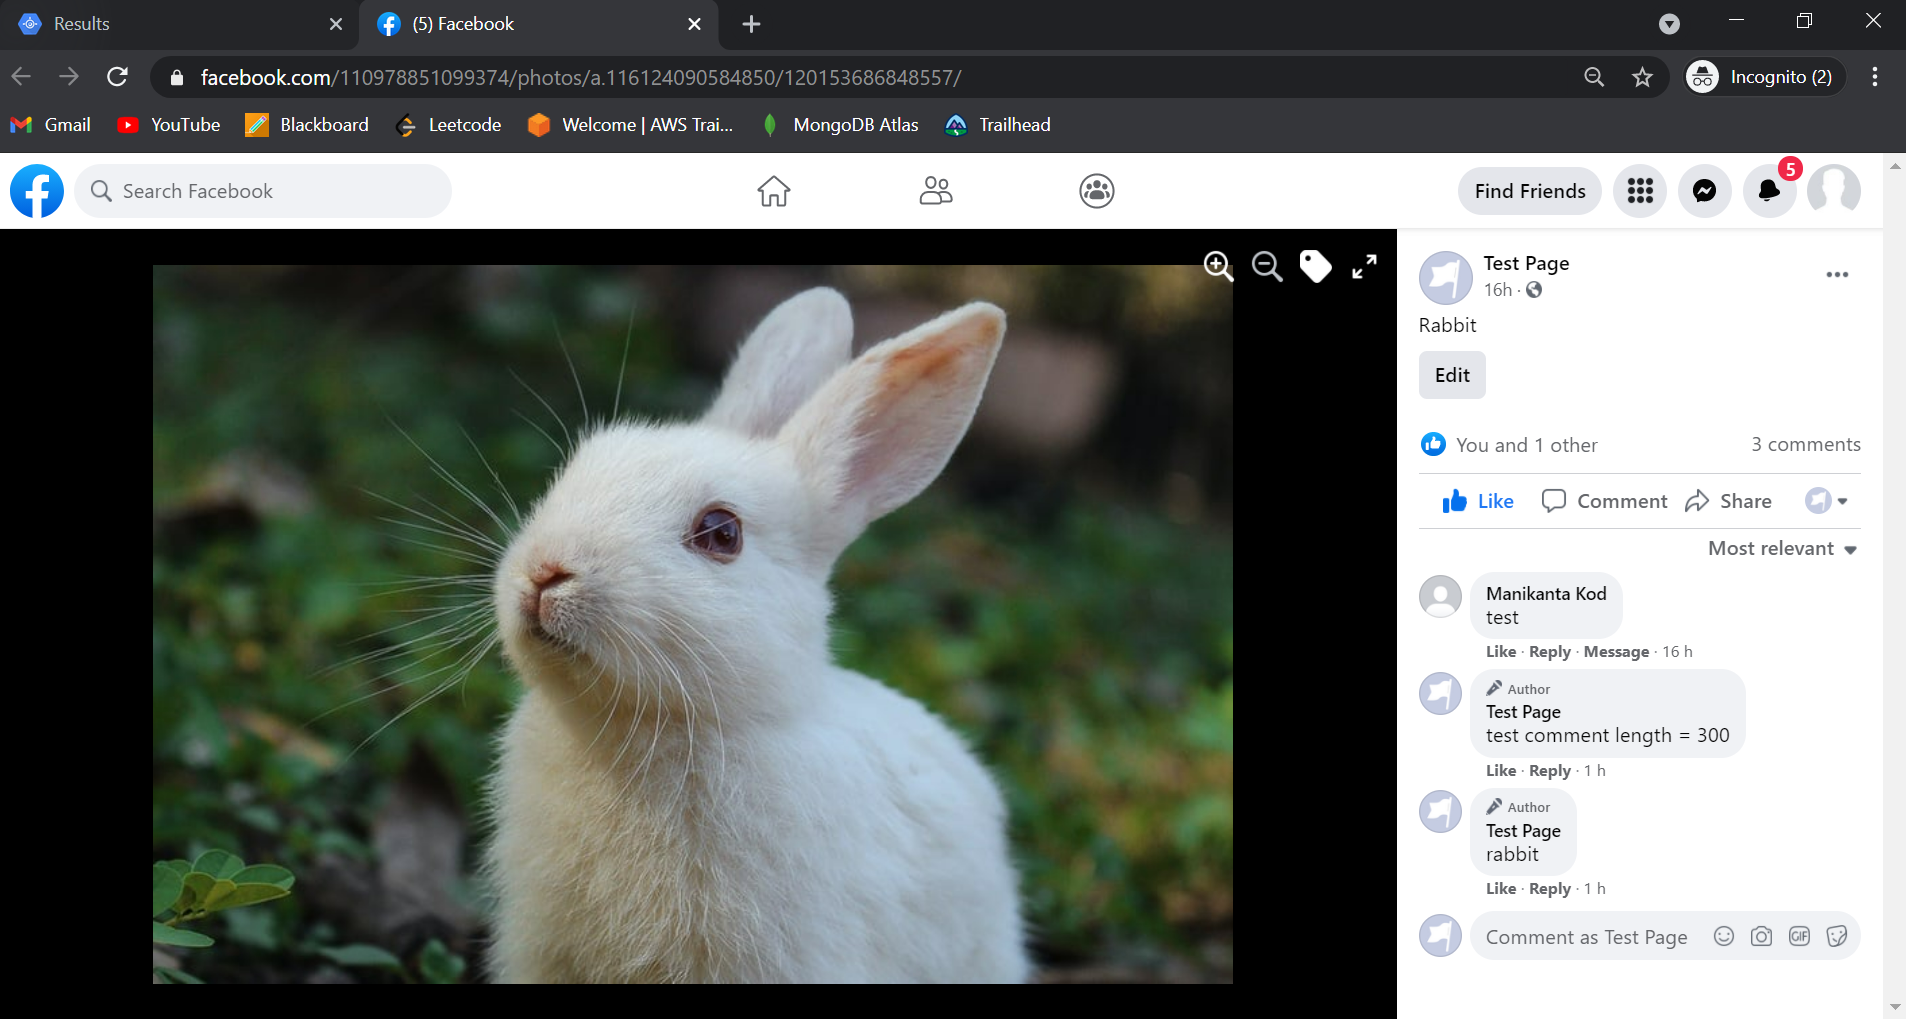 Results
(5) Facebook
facebook.com/110978851099374/photos/a.116124090584850/120153686848557/
Incognito (2)
Gmail
YouTube
Blackboard
Leetcode
Welcome | AWS Trai...
MongoDB Atlas
Trailhead
Search Facebook
Find Friends
5
Test Page
16h ·
Rabbit
Edit
You and 1 other
3 comments
Like
Comment
Share
Most relevant
Manikanta Kod
test
Like · Reply · Message · 16 h
Author
Test Page
test comment length = 300
Like · Reply · 1 h
Author
Test Page
rabbit
Like · Reply · 1 h
Comment as Test Page
GIF